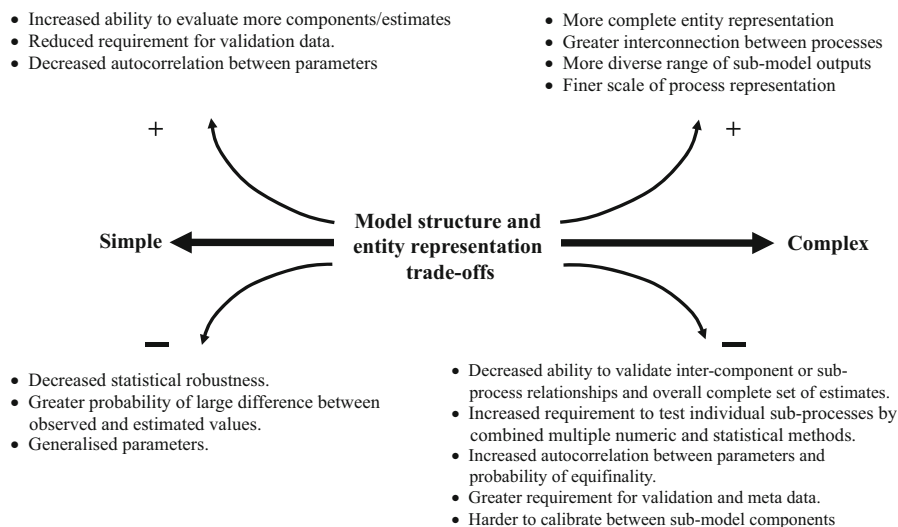 • Increased ability to evaluate more components/estimates
• Reduced requirement for validation data.
• Decreased autocorrelation between parameters
• More complete entity representation
• Greater interconnection between processes
• More diverse range of sub-model outputs
• Finer scale of process representation
+
+
Simple
Model structure and
entity representation
trade-offs
Complex
–
–
• Decreased statistical robustness.
• Greater probability of large difference between
observed and estimated values.
• Generalised parameters.
• Decreased ability to validate inter-component or sub-
process relationships and overall complete set of estimates.
• Increased requirement to test individual sub-processes by
combined multiple numeric and statistical methods.
• Increased autocorrelation between parameters and
probability of equifinality.
• Greater requirement for validation and meta data.
• Harder to calibrate between sub-model components